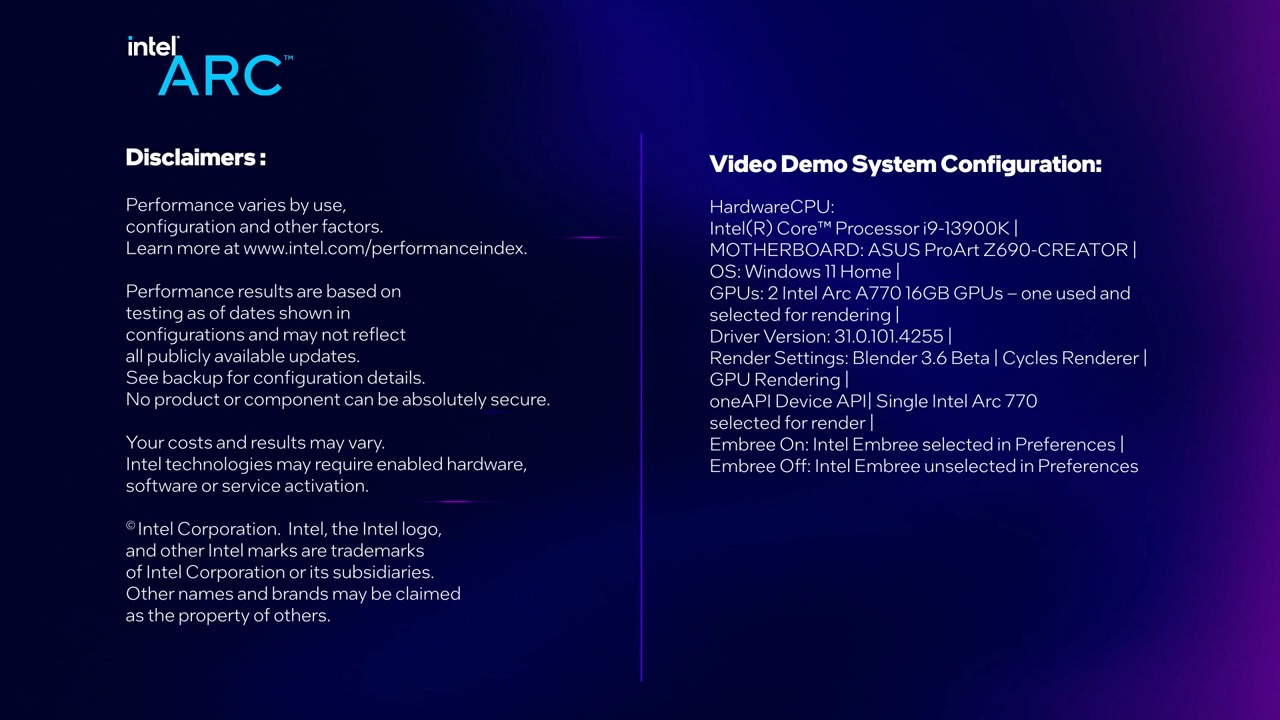 intel
ARC™
Disclaimers :
Performance varies by use,
configuration and other factors.
Learn more at www.intel.com/performanceindex.
Performance results are based on
testing as of dates shown in
configurations and may not reflect
all publicly available updates.
See backup for configuration details.
No product or component can be absolutely secure.
Your costs and results may vary.
Intel technologies may require enabled hardware,
software or service activation.
© Intel Corporation.  Intel, the Intel logo,
and other Intel marks are trademarks
of Intel Corporation or its subsidiaries.
Other names and brands may be claimed
as the property of others.
Video Demo System Configuration:
HardwareCPU:
Intel(R) Core™ Processor i9-13900K |
MOTHERBOARD: ASUS ProArt Z690-CREATOR |
OS: Windows 11 Home |
GPUs: 2 Intel Arc A770 16GB GPUs – one used and
selected for rendering |
Driver Version: 31.0.101.4255 |
Render Settings: Blender 3.6 Beta | Cycles Renderer |
GPU Rendering |
oneAPI Device API| Single Intel Arc 770
selected for render |
Embree On: Intel Embree selected in Preferences |
Embree Off: Intel Embree unselected in Preferences